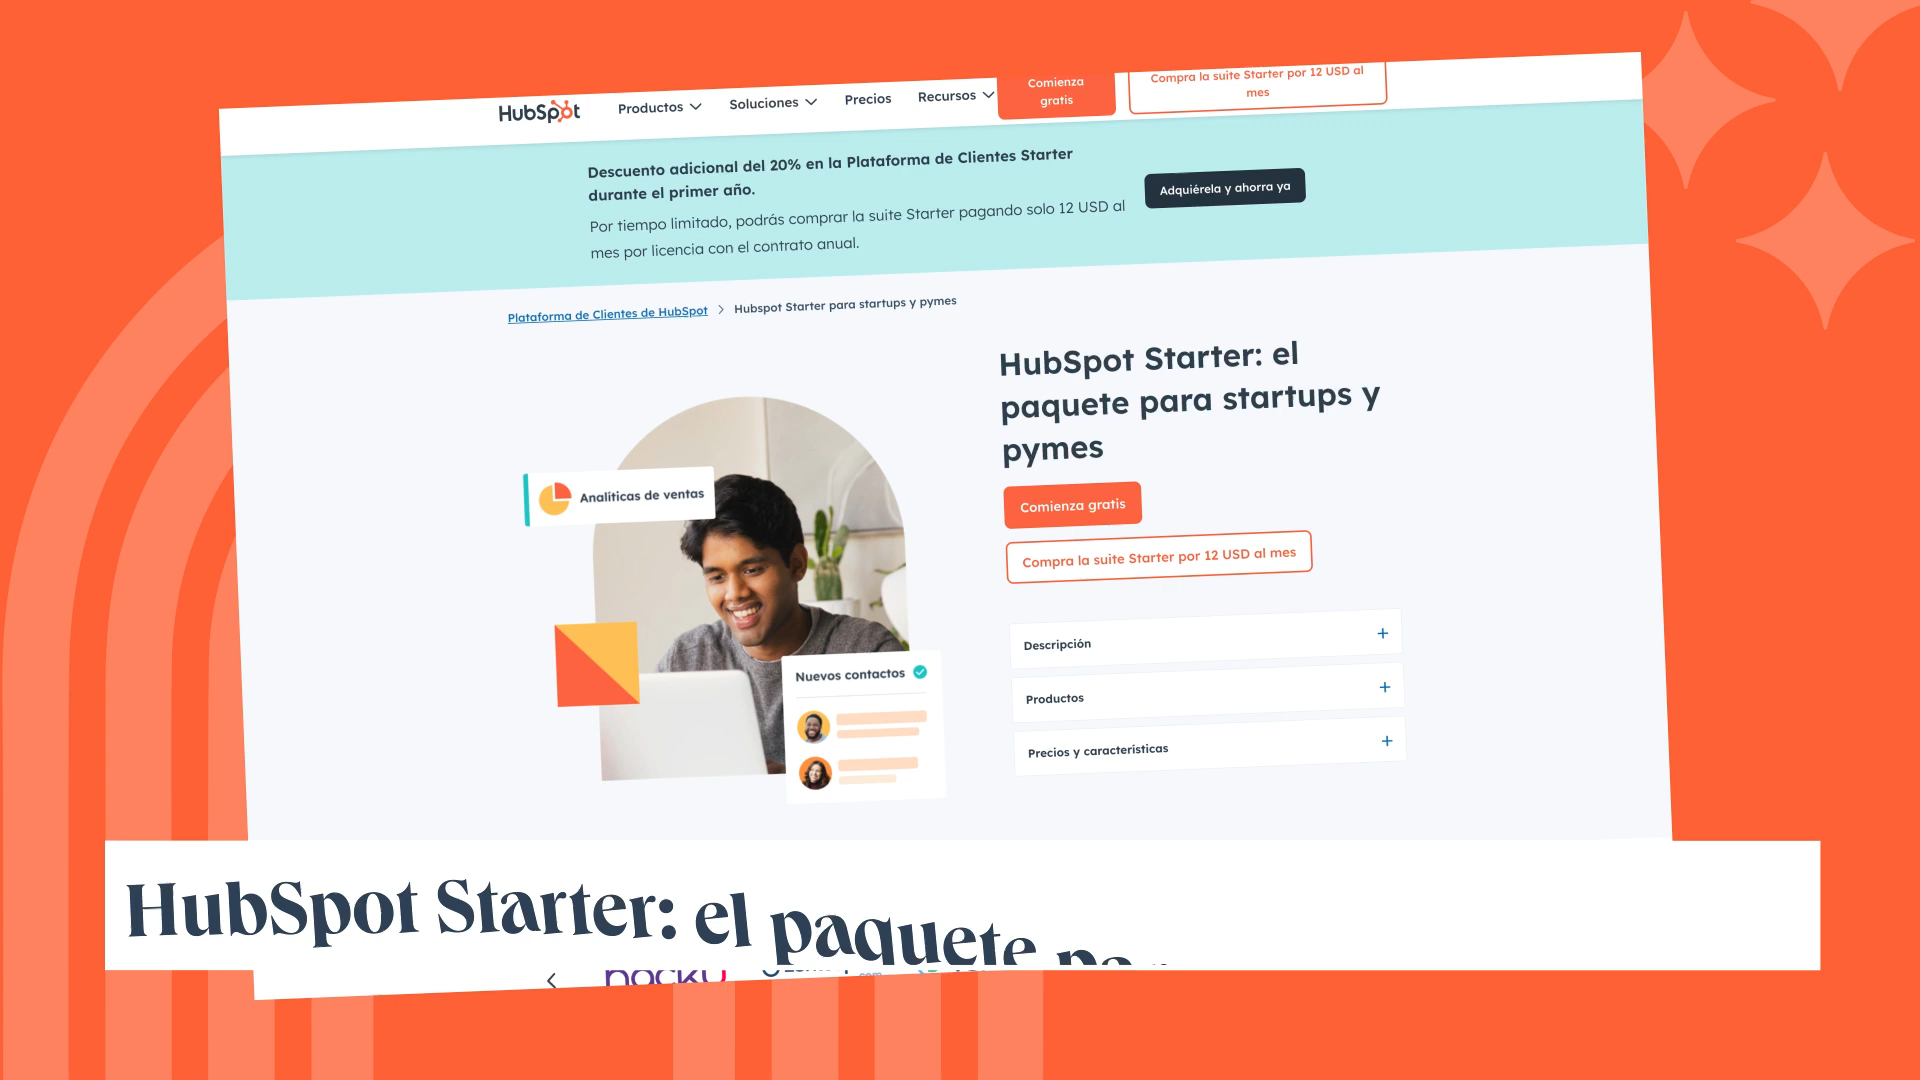 HubSpot
Productos
Soluciones
Precios
Recursos
Comienza
gratis
Compra la suite Starter por 12 USD al
mes
Descuento adicional del 20% en la Plataforma de Clientes Starter
durante el primer año.
Por tiempo limitado, podrás comprar la suite Starter pagando solo 12 USD al
mes por licencia con el contrato anual.
Adquiérela y ahorra ya
Plataforma de Clientes de HubSpot > Hubspot Starter para startups y pymes
Analíticas de ventas
Nuevos contactos
HubSpot Starter: el
paquete para startups y
pymes
Comienza gratis
Compra la suite Starter por 12 USD al mes
Descripción
Productos
Precios y características
HubSpot Starter: el paquete